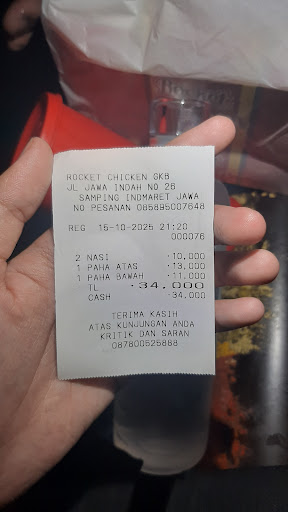 ROCKET CHICKEN GKB
JL JAWA INDAH NO 26
SAMPING INDMARET JAWA
NO PESANAN 085895007648
REG 15-10-2025 21:20
000076
2 NASI ·10,000
1 PAHA ATAS ·13,000
1 PAHA BAWAH ·11,000
TL ·34,000
CASH ·34,000
TERIMA KASIH
ATAS KUNJUNGAN ANDA
KRITIK DAN SARAN
087800525888